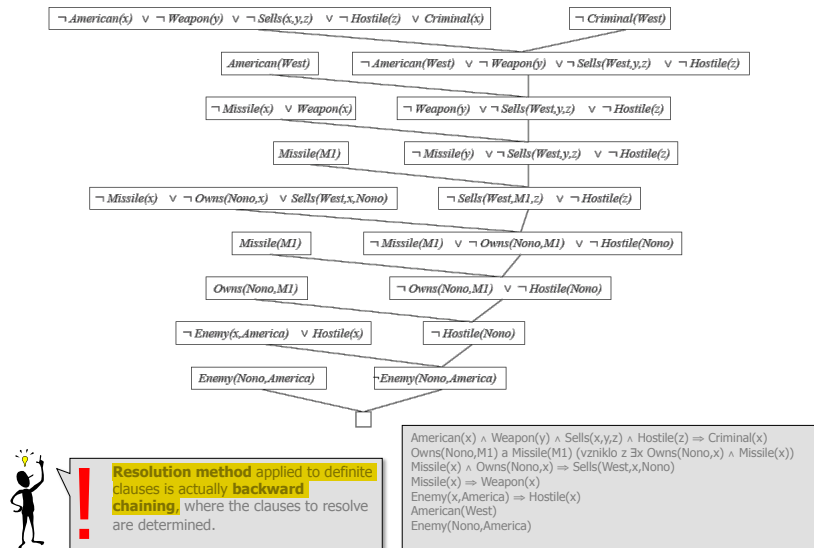 ¬ American(x) ∨ ¬ Weapon(y) ∨ ¬ Sells(x,y,z) ∨ ¬ Hostile(z) ∨ Criminal(x)
¬ Criminal(West)
American(West)
¬ American(West) ∨ ¬ Weapon(y) ∨ ¬ Sells(West,y,z) ∨ ¬ Hostile(z)
¬ Missile(x) ∨ Weapon(x)
¬ Weapon(y) ∨ ¬ Sells(West,y,z) ∨ ¬ Hostile(z)
Missile(M1)
¬ Missile(y) ∨ ¬ Sells(West,y,z) ∨ ¬ Hostile(z)
¬ Missile(x) ∨ ¬ Owns(Nono,x) ∨ Sells(West,x,Nono)
¬ Sells(West,M1,z) ∨ ¬ Hostile(z)
Missile(M1)
¬ Missile(M1) ∨ ¬ Owns(Nono,M1) ∨ ¬ Hostile(Nono)
Owns(Nono,M1)
¬ Owns(Nono,M1) ∨ ¬ Hostile(Nono)
¬ Enemy(x,America) ∨ Hostile(x)
¬ Hostile(Nono)
Enemy(Nono,America)
¬Enemy(Nono,America)
!
Resolution method applied to definite
clauses is actually backward
chaining, where the clauses to resolve
are determined.
American(x) ∧ Weapon(y) ∧ Sells(x,y,z) ∧ Hostile(z) ⇒ Criminal(x)
Owns(Nono,M1) a Missile(M1) (vzniklo z ∃x Owns(Nono,x) ∧ Missile(x))
Missile(x) ∧ Owns(Nono,x) ⇒ Sells(West,x,Nono)
Missile(x) ⇒ Weapon(x)
Enemy(x,America) ⇒ Hostile(x)
American(West)
Enemy(Nono,America)